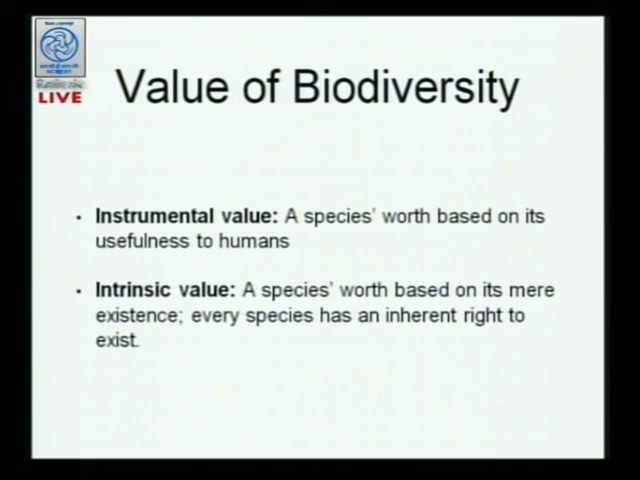 NCERT
LIVE
Value of Biodiversity
• Instrumental value: A species' worth based on its
usefulness to humans
• Intrinsic value: A species' worth based on its mere
existence; every species has an inherent right to
exist.